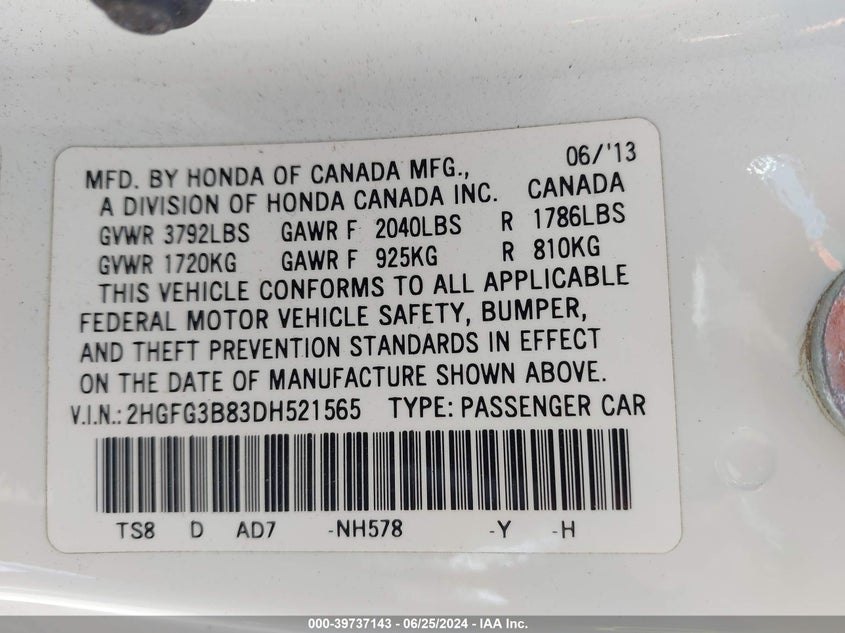 MFD. BY HONDA OF CANADA MFG., 06/'13
A DIVISION OF HONDA CANADA INC. CANADA
GVWR 3792LBS GAWR F 2040LBS R 1786LBS
GVWR 1720KG GAWR F 925KG R 810KG
THIS VEHICLE CONFORMS TO ALL APPLICABLE
FEDERAL MOTOR VEHICLE SAFETY, BUMPER,
AND THEFT PREVENTION STANDARDS IN EFFECT
ON THE DATE OF MANUFACTURE SHOWN ABOVE.
V.I.N.: 2HGFG3B83DH521565 TYPE: PASSENGER CAR
TS8 D AD7 -NH578 -Y -H
000-39737143 - 06/25/2024 - IAA Inc.